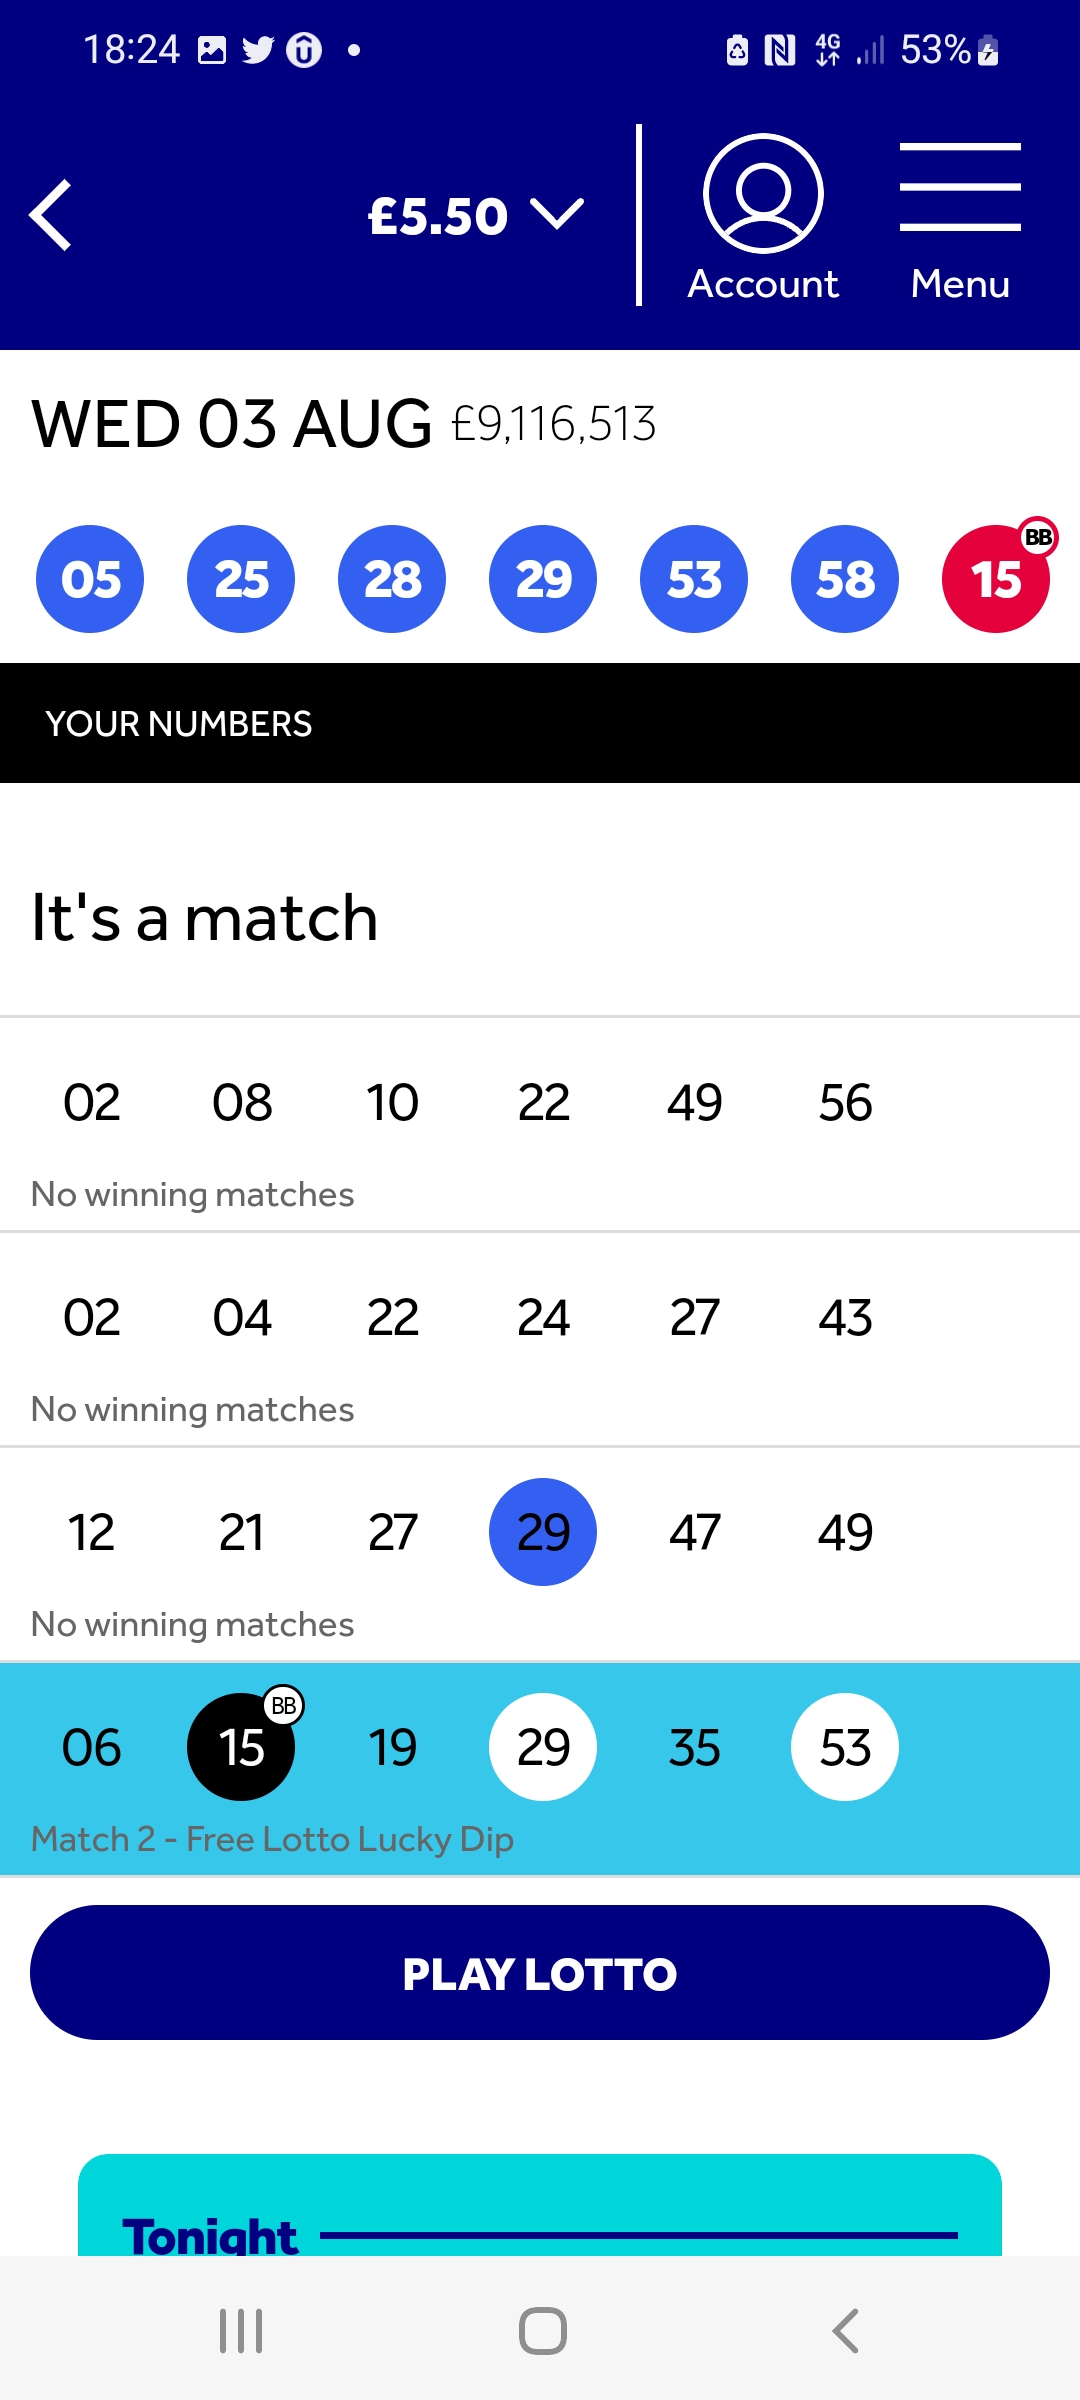 18:24 4G 53%
£5.50
Account Menu
WED 03 AUG £9,116,513
05 25 28 29 53 58 15 BB
YOUR NUMBERS
It's a match
02 08 10 22 49 56
No winning matches
02 04 22 24 27 43
No winning matches
12 21 27 29 47 49
No winning matches
06 15 BB 19 29 35 53
Match 2 - Free Lotto Lucky Dip
PLAY LOTTO
Tonight